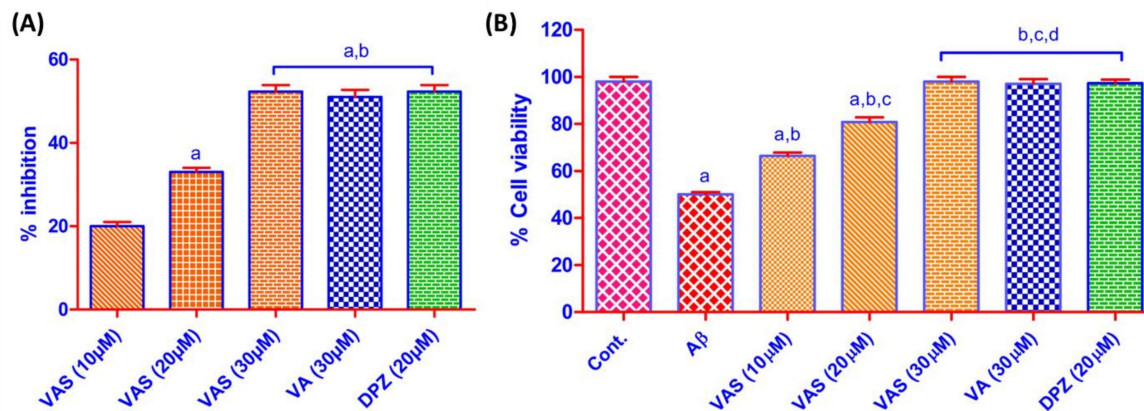 (A)
% inhibition
60
40
20
0
a
a,b
VAS (10µM)
VAS (20µM)
VAS (30µM)
VA (30µM)
DPZ (20µM)
(B)
% Cell viability
120
100
80
60
40
20
0
a
a,b
a,b,c
b,c,d
Cont.
Aβ
VAS (10µM)
VAS (20µM)
VAS (30µM)
VA (30µM)
DPZ (20µM)